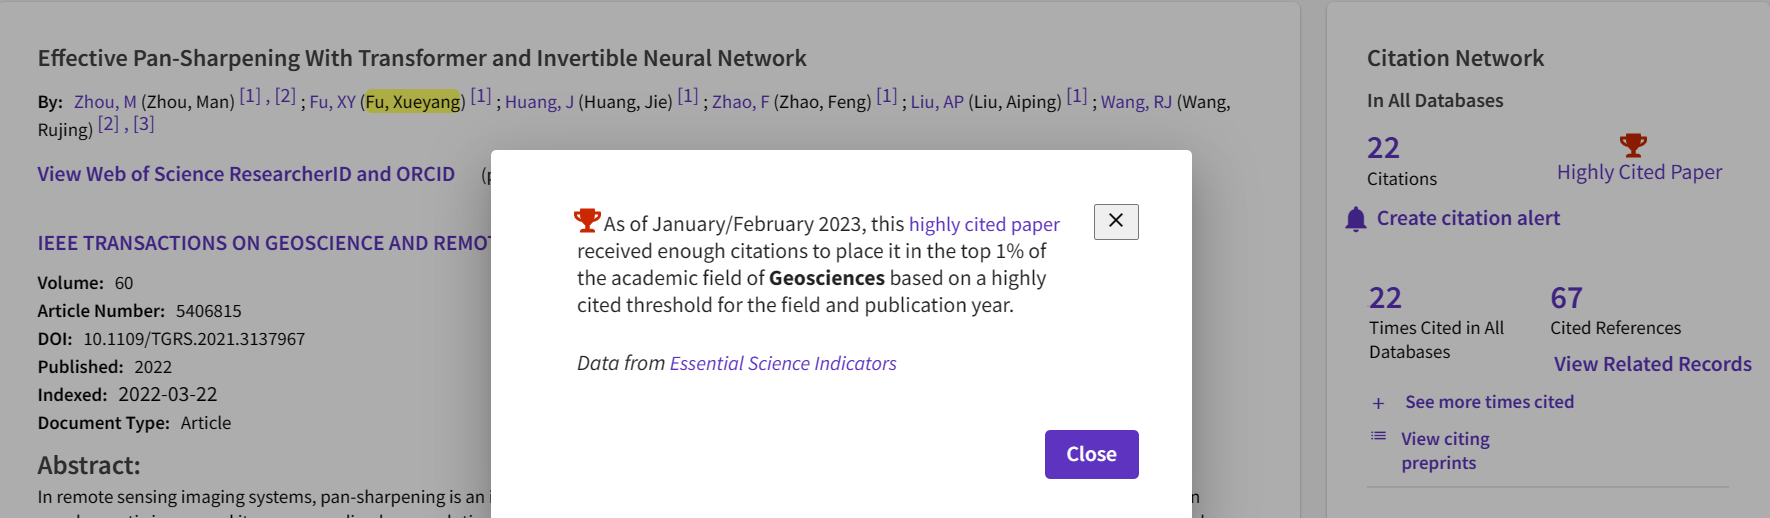 Effective Pan-Sharpening With Transformer and Invertible Neural Network
By: Zhou, M (Zhou, Man) [1] , [2] ; Fu, XY (Fu, Xueyang) [1] ; Huang, J (Huang, Jie) [1] ; Zhao, F (Zhao, Feng) [1] ; Liu, AP (Liu, Aiping) [1] ; Wang, RJ (Wang,
Rujing) [2] , [3]
View Web of Science ResearcherID and ORCID
IEEE TRANSACTIONS ON GEOSCIENCE AND REMOT
Volume: 60
Article Number: 5406815
DOI: 10.1109/TGRS.2021.3137967
Published: 2022
Indexed: 2022-03-22
Document Type: Article
Abstract:
In remote sensing imaging systems, pan-sharpening is an i
As of January/February 2023, this highly cited paper
received enough citations to place it in the top 1% of
the academic field of Geosciences based on a highly
cited threshold for the field and publication year.
Data from Essential Science Indicators
Close
Citation Network
In All Databases
22
Citations
Highly Cited Paper
Create citation alert
22
Times Cited in All
Databases
67
Cited References
View Related Records
+ See more times cited
View citing
preprints